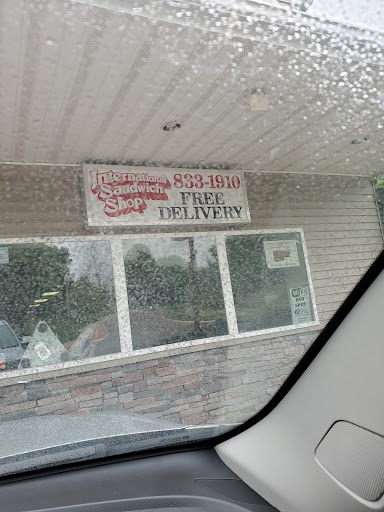 International
Sandwich
Shop
833-1910
FREE
DELIVERY